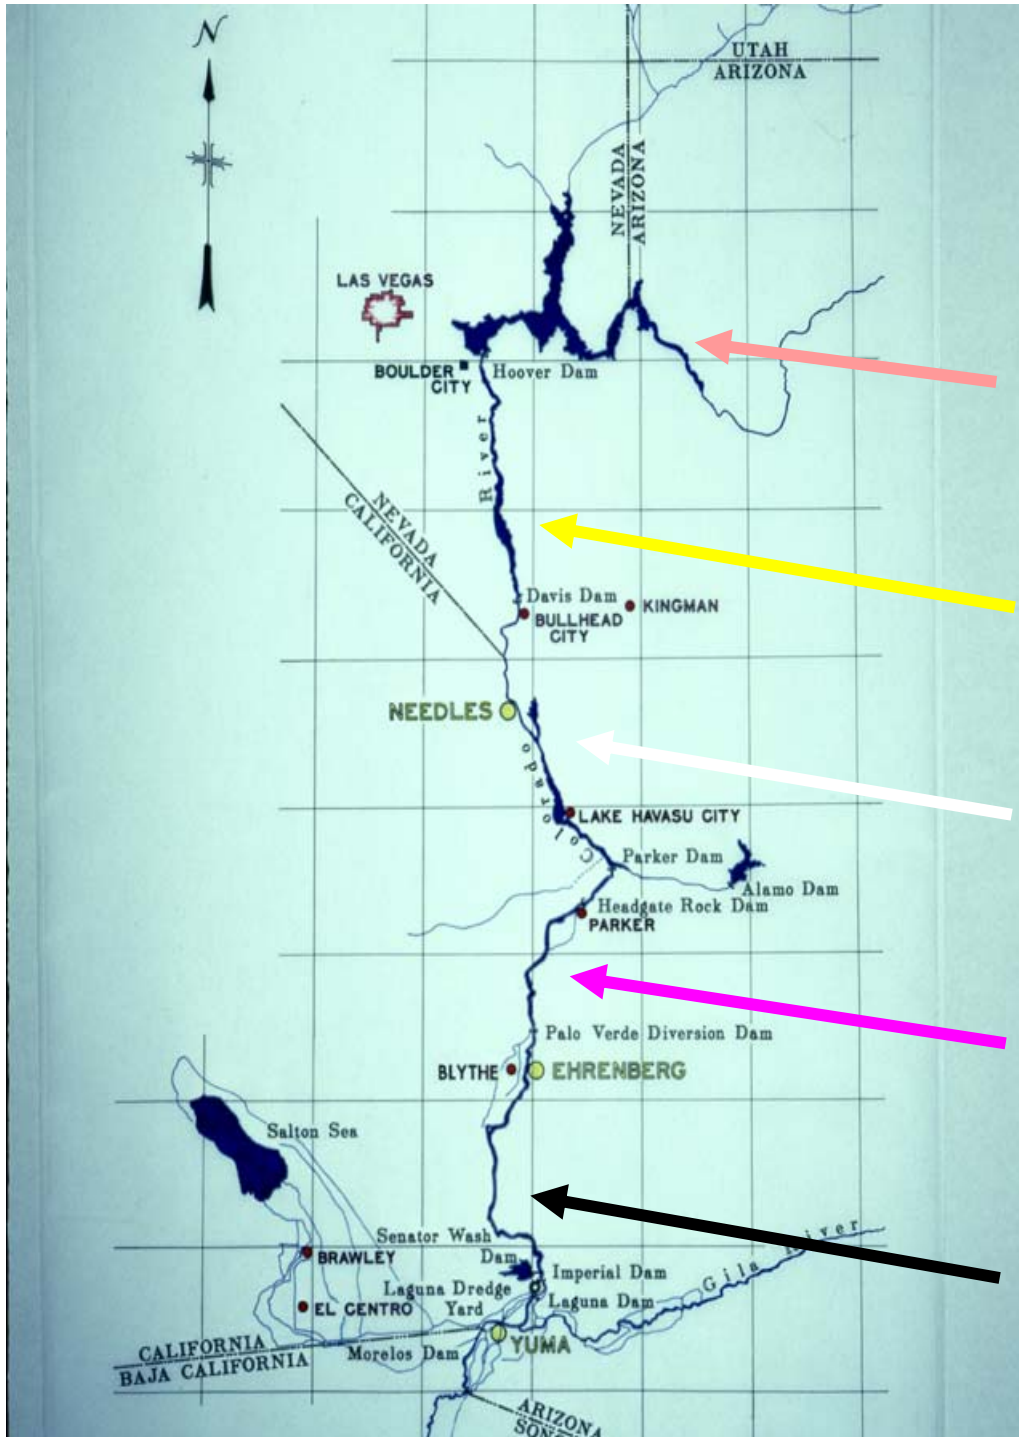 N
UTAH
ARIZONA
NEVADA
ARIZONA
LAS VEGAS
BOULDER
CITY
Hoover Dam
River
NEVADA
CALIFORNIA
Davis Dam
BULLHEAD
CITY
KINGMAN
NEEDLES
Colorado
LAKE HAVASU CITY
Parker Dam
Alamo Dam
Headgate Rock Dam
PARKER
Palo Verde Diversion Dam
BLYTHE
EHRENBERG
Salton Sea
Senator Wash
Dam
BRAWLEY
Imperial Dam
Gila River
Laguna Dredge
Yard
Laguna Dam
EL CENTRO
CALIFORNIA
BAJA CALIFORNIA
YUMA
Morelos Dam
ARIZONA